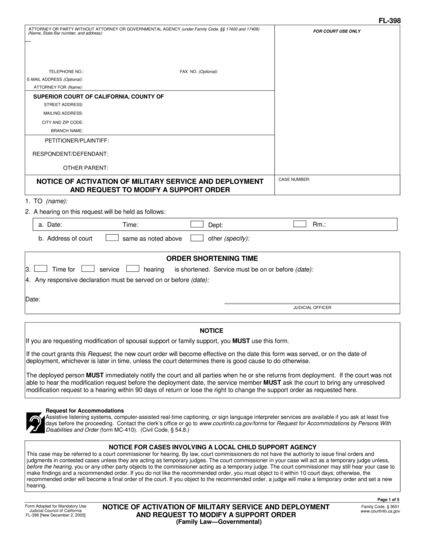 FL-398
ATTORNEY OR PARTY WITHOUT ATTORNEY OR GOVERNMENTAL AGENCY (under Family Code, §§ 17400 and 17406)
(Name, State Bar number, and address):
FOR COURT USE ONLY
TELEPHONE NO.: FAX NO. (Optional):
E-MAIL ADDRESS (Optional):
ATTORNEY FOR (Name):
SUPERIOR COURT OF CALIFORNIA, COUNTY OF
STREET ADDRESS:
MAILING ADDRESS:
CITY AND ZIP CODE:
BRANCH NAME:
PETITIONER/PLAINTIFF:
RESPONDENT/DEFENDANT:
OTHER PARENT:
NOTICE OF ACTIVATION OF MILITARY SERVICE AND DEPLOYMENT
AND REQUEST TO MODIFY A SUPPORT ORDER
CASE NUMBER:
1. TO (name):
2. A hearing on this request will be held as follows:
a. Date: Time: Dept: Rm.:
b. Address of court same as noted above other (specify):
ORDER SHORTENING TIME
3. Time for service hearing is shortened. Service must be on or before (date):
4. Any responsive declaration must be served on or before (date):
Date:
JUDICIAL OFFICER
NOTICE
If you are requesting modification of spousal support or family support, you MUST use this form.
If the court grants this Request, the new court order will become effective on the date this form was served, or on the date of
deployment, whichever is later in time, unless the court determines there is good cause to do otherwise.
The deployed person MUST immediately notify the court and all parties when he or she returns from deployment. If the court was not
able to hear the modification request before the deployment date, the service member MUST ask the court to bring any unresolved
modification request to a hearing within 90 days of return or lose the right to change the support order as requested here.
Request for Accommodations
Assistive listening systems, computer-assisted real-time captioning, or sign language interpreter services are available if you ask at least five
days before the proceeding. Contact the clerk's office or go to www.courtinfo.ca.gov/forms for Request for Accommodations by Persons With
Disabilities and Order (form MC-410). (Civil Code, § 54.8.)
NOTICE FOR CASES INVOLVING A LOCAL CHILD SUPPORT AGENCY
This case may be referred to a court commissioner for hearing. By law, court commissioners do not have the authority to issue final orders and
judgments in contested cases unless they are acting as temporary judges. The court commissioner in your case will act as a temporary judge unless,
before the hearing, you or any other party objects to the commissioner acting as a temporary judge. The court commissioner may still hear your case to
make findings and a recommended order. If you do not like the recommended order, you must object to it within 10 court days; otherwise, the
recommended order will become a final order of the court. If you object to the recommended order, a judge will make a temporary order and set a new
hearing.
Page 1 of 5
Form Adopted for Mandatory Use
Judicial Council of California
FL-398 [New December 2, 2005]
NOTICE OF ACTIVATION OF MILITARY SERVICE AND DEPLOYMENT
AND REQUEST TO MODIFY A SUPPORT ORDER
(Family Law—Governmental)
Family Code, § 3651
www.courtinfo.ca.gov